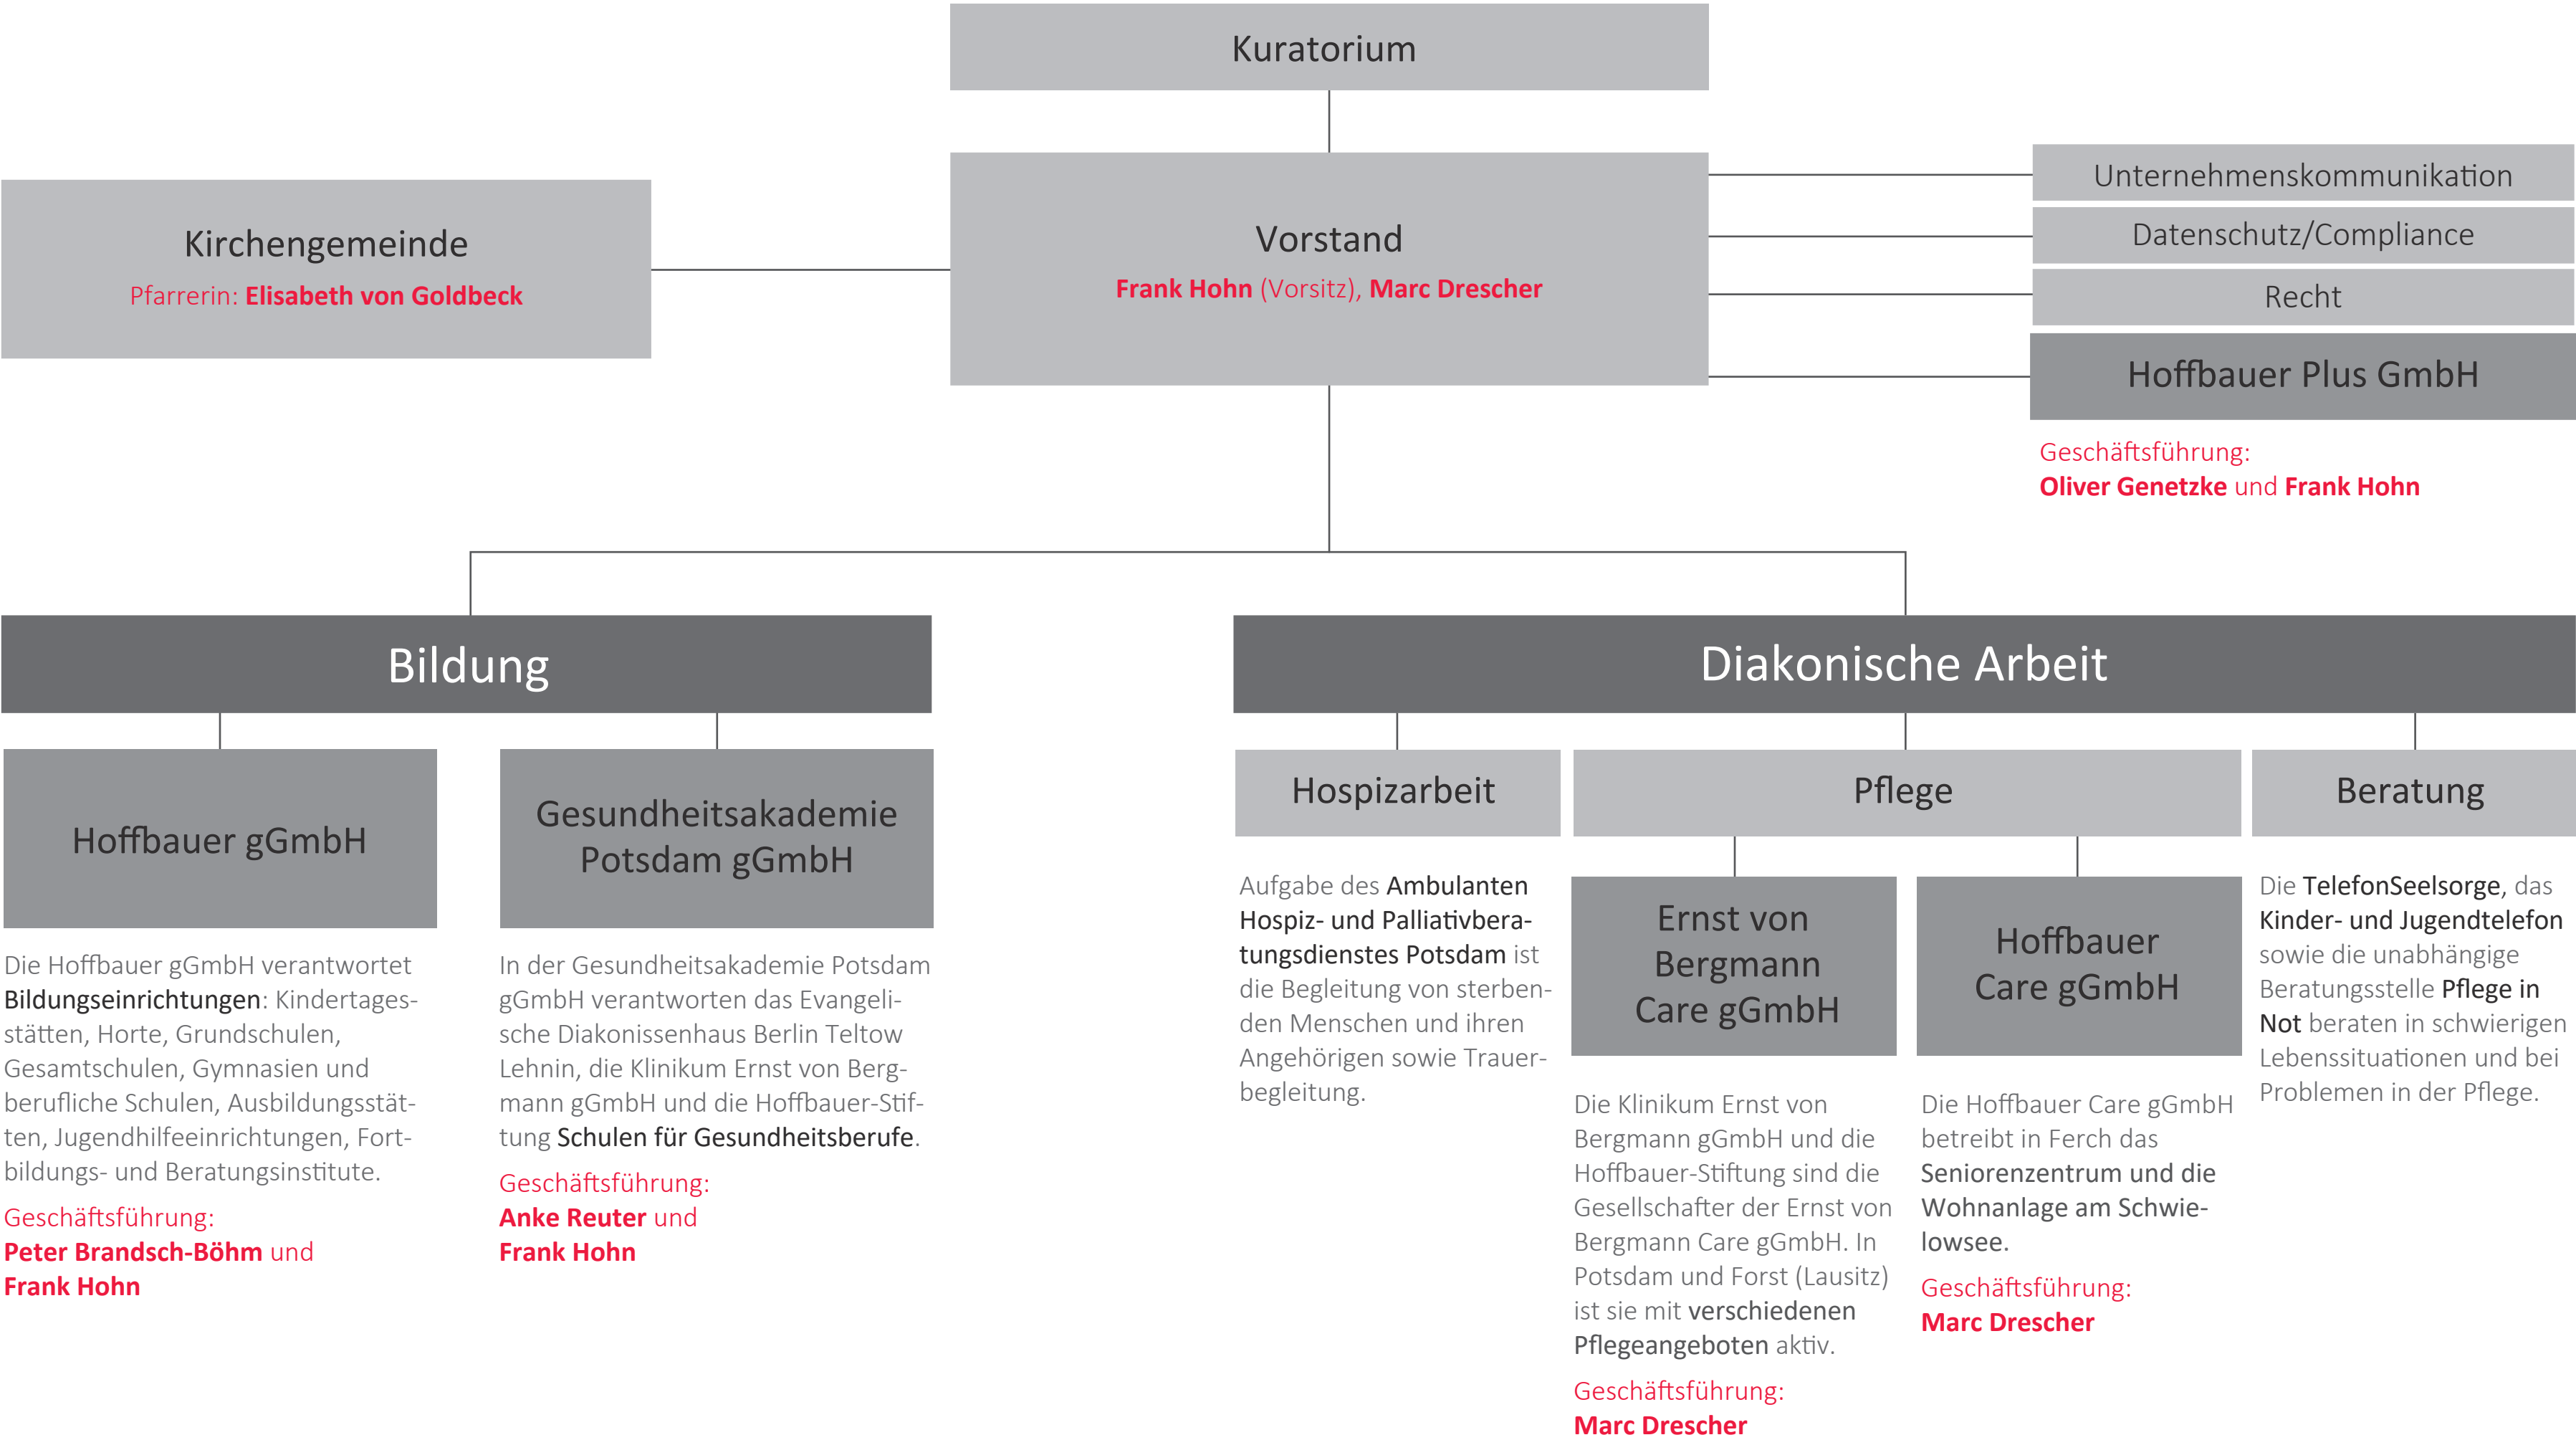 Kuratorium
Kirchengemeinde
Pfarrerin: Elisabeth von Goldbeck
Vorstand
Frank Hohn (Vorsitz), Marc Drescher
Unternehmenskommunikation
Datenschutz/Compliance
Recht
Hoffbauer Plus GmbH
Geschäftsführung:
Oliver Genetzke und Frank Hohn
Bildung
Hoffbauer gGmbH
Die Hoffbauer gGmbH verantwortet
Bildungseinrichtungen: Kindertages-
stätten, Horte, Grundschulen,
Gesamtschulen, Gymnasien und
berufliche Schulen, Ausbildungsstät-
ten, Jugendhilfeeinrichtungen, Fort-
bildungs- und Beratungsinstitute.
Geschäftsführung:
Peter Brandsch-Böhm und
Frank Hohn
Gesundheitsakademie
Potsdam gGmbH
In der Gesundheitsakademie Potsdam
gGmbH verantworten das Evangeli-
sche Diakonissenhaus Berlin Teltow
Lehnin, die Klinikum Ernst von Berg-
mann gGmbH und die Hoffbauer-Stif-
tung Schulen für Gesundheitsberufe.
Geschäftsführung:
Anke Reuter und
Frank Hohn
Diakonische Arbeit
Hospizarbeit
Aufgabe des Ambulanten
Hospiz- und Palliativbera-
tungsdienstes Potsdam ist
die Begleitung von sterben-
den Menschen und ihren
Angehörigen sowie Trauer-
begleitung.
Pflege
Ernst von
Bergmann
Care gGmbH
Die Klinikum Ernst von
Bergmann gGmbH und die
Hoffbauer-Stiftung sind die
Gesellschafter der Ernst von
Bergmann Care gGmbH. In
Potsdam und Forst (Lausitz)
ist sie mit verschiedenen
Pflegeangeboten aktiv.
Geschäftsführung:
Marc Drescher
Hoffbauer
Care gGmbH
Die Hoffbauer Care gGmbH
betreibt in Ferch das
Seniorenzentrum und die
Wohnanlage am Schwie-
lowsee.
Geschäftsführung:
Marc Drescher
Beratung
Die TelefonSeelsorge, das
Kinder- und Jugendtelefon
sowie die unabhängige
Beratungsstelle Pflege in
Not beraten in schwierigen
Lebenssituationen und bei
Problemen in der Pflege.